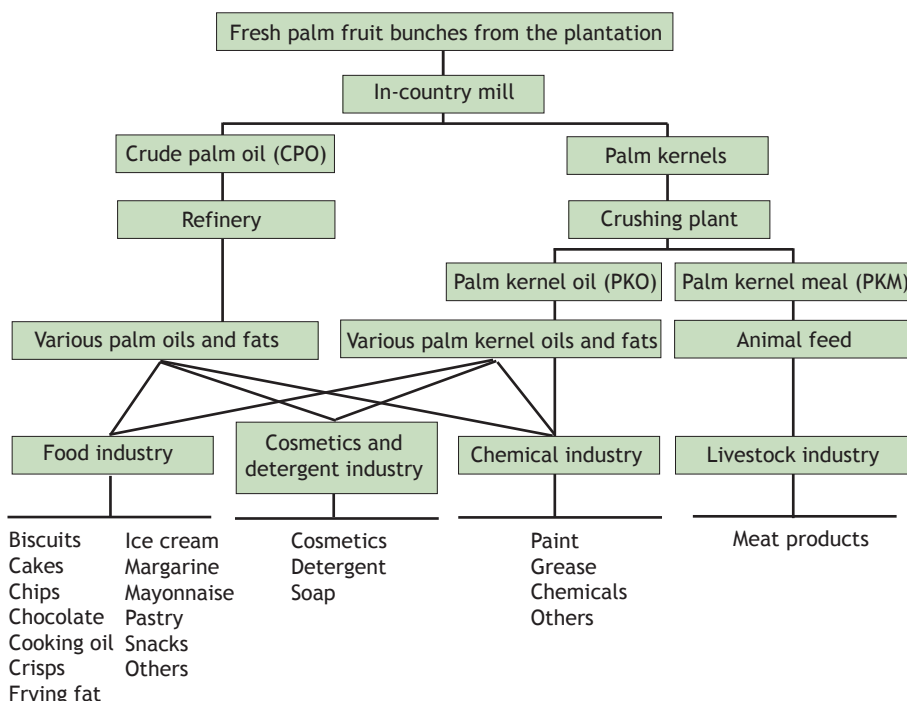 Fresh palm fruit bunches from the plantation
In-country mill
Crude palm oil (CPO)
Palm kernels
Refinery
Crushing plant
Palm kernel oil (PKO)
Palm kernel meal (PKM)
Various palm oils and fats
Various palm kernel oils and fats
Animal feed
Food industry
Cosmetics and
detergent industry
Chemical industry
Livestock industry
Biscuits
Cakes
Chips
Chocolate
Cooking oil
Crisps
Frying fat
Ice cream
Margarine
Mayonnaise
Pastry
Snacks
Others
Cosmetics
Detergent
Soap
Paint
Grease
Chemicals
Others
Meat products